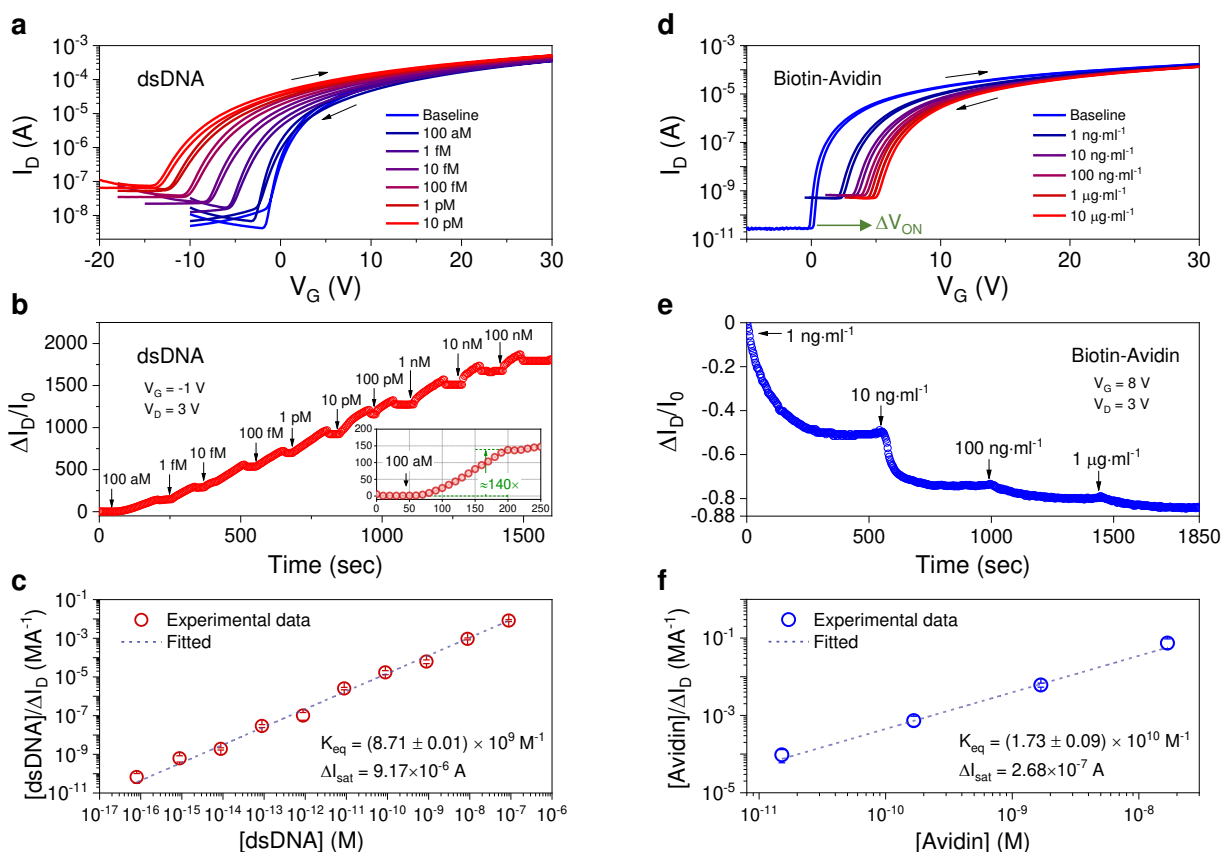 a
dsDNA
Baseline
100 aM
1 fM
10 fM
100 fM
1 pM
10 pM
10⁻³
10⁻⁴
10⁻⁵
10⁻⁶
10⁻⁷
10⁻⁸
I_D (A)
-20 -10 0 10 20 30
V_G (V)
d
Biotin-Avidin
Baseline
1 ng·ml⁻¹
10 ng·ml⁻¹
100 ng·ml⁻¹
1 μg·ml⁻¹
10 μg·ml⁻¹
ΔV_ON
10⁻³
10⁻⁵
10⁻⁷
10⁻⁹
10⁻¹¹
I_D (A)
0 10 20 30
V_G (V)
b
dsDNA
V_G = -1 V
V_D = 3 V
100 aM
1 fM
10 fM
100 fM
1 pM
10 pM
100 pM
1 nM
10 nM
100 nM
2000
1500
1000
500
0
ΔI_D/I_0
0 500 1000 1500
Time (sec)
200
150
100
50
0
100 aM
≈140×
0 50 100 150 200 250
e
1 ng·ml⁻¹
10 ng·ml⁻¹
100 ng·ml⁻¹
1 μg·ml⁻¹
Biotin-Avidin
V_G = 8 V
V_D = 3 V
0
-0.2
-0.4
-0.6
-0.8
-0.88
ΔI_D/I_0
0 500 1000 1500 1850
Time (sec)
c
Experimental data
Fitted
K_eq = (8.71 ± 0.01) × 10⁹ M⁻¹
ΔI_sat = 9.17×10⁻⁶ A
10⁻¹
10⁻³
10⁻⁵
10⁻⁷
10⁻⁹
10⁻¹¹
[dsDNA]/ΔI_D (MA⁻¹)
10⁻¹⁷ 10⁻¹⁶ 10⁻¹⁵ 10⁻¹⁴ 10⁻¹³ 10⁻¹² 10⁻¹¹ 10⁻¹⁰ 10⁻⁹ 10⁻⁸ 10⁻⁷ 10⁻⁶
[dsDNA] (M)
f
Experimental data
Fitted
K_eq = (1.73 ± 0.09) × 10¹⁰ M⁻¹
ΔI_sat = 2.68×10⁻⁷ A
10⁻¹
10⁻³
10⁻⁵
[Avidin]/ΔI_D (MA⁻¹)
10⁻¹¹ 10⁻¹⁰ 10⁻⁹ 10⁻⁸
[Avidin] (M)